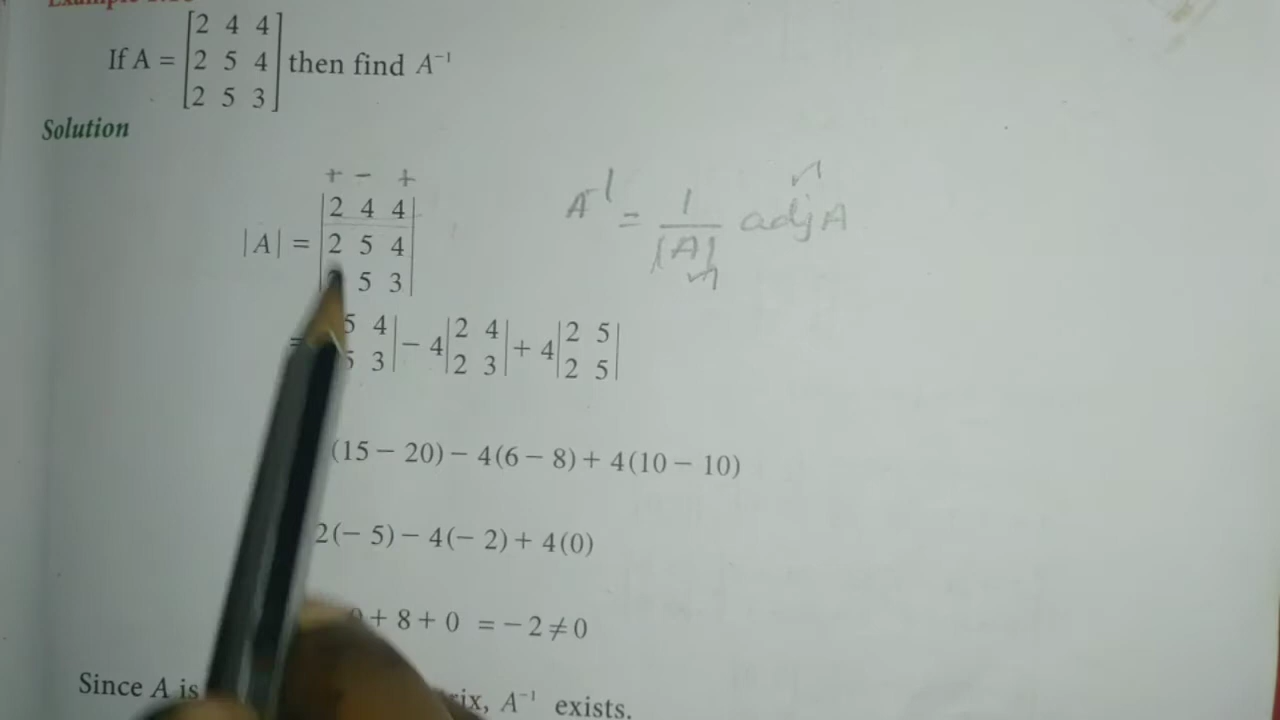 If A = [2 4 4
2 5 4
2 5 3] then find A⁻¹
Solution
+ − +
|A| = |2 4 4
2 5 4
5 3|
A⁻¹ = 1/|A| adj A
5 4
5 3| − 4|2 4
2 3| + 4|2 5
2 5|
(15 − 20) − 4(6 − 8) + 4(10 − 10)
2(− 5) − 4(− 2) + 4(0)
+ 8 + 0 = − 2 ≠ 0
Since A is A⁻¹ exists.